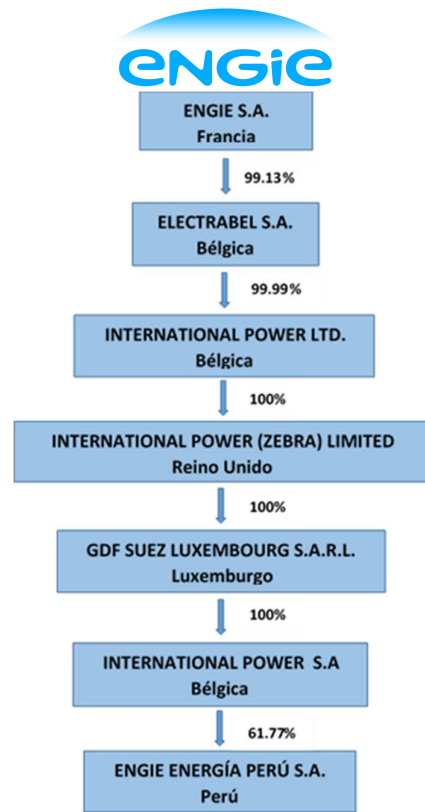 ENGIE
ENGIE S.A.
Francia
99.13%
ELECTRABEL S.A.
Bélgica
99.99%
INTERNATIONAL POWER LTD.
Bélgica
100%
INTERNATIONAL POWER (ZEBRA) LIMITED
Reino Unido
100%
GDF SUEZ LUXEMBOURG S.A.R.L.
Luxemburgo
100%
INTERNATIONAL POWER S.A
Bélgica
61.77%
ENGIE ENERGÍA PERÚ S.A.
Perú